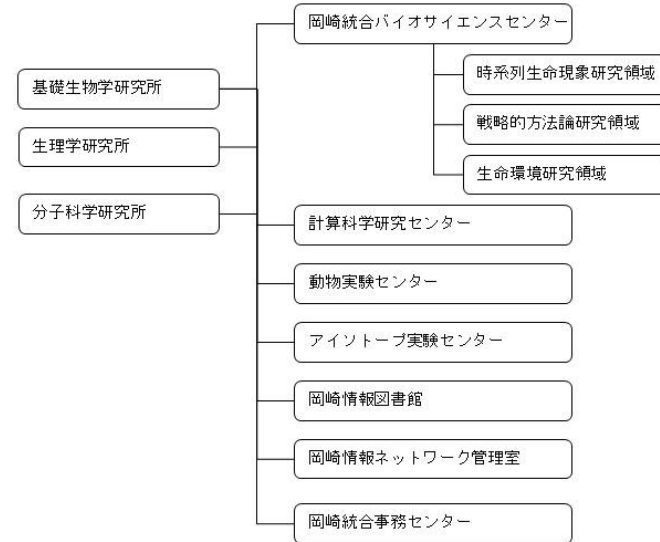 岡崎統合バイオサイエンスセンター
時系列生命現象研究領域
戦略的方法論研究領域
生命環境研究領域
基礎生物学研究所
生理学研究所
分子科学研究所
計算科学研究センター
動物実験センター
アイソトープ実験センター
岡崎情報図書館
岡崎情報ネットワーク管理室
岡崎統合事務センター